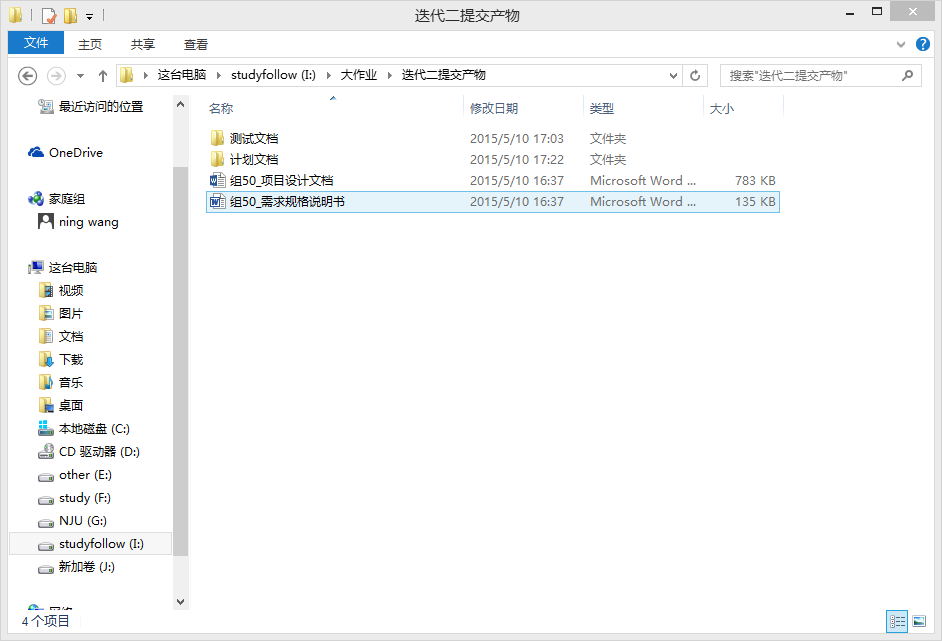 迭代二提交产物
文件 主页 共享 查看
这台电脑 studyfollow (I:) 大作业 迭代二提交产物 搜索"迭代二提交产物"
最近访问的位置
OneDrive
家庭组
ning wang
这台电脑
视频
图片
文档
下载
音乐
桌面
本地磁盘 (C:)
CD 驱动器 (D:)
other (E:)
study (F:)
NJU (G:)
studyfollow (I:)
新加卷 (J:)
网络
名称 修改日期 类型 大小
测试文档 2015/5/10 17:03 文件夹
计划文档 2015/5/10 17:22 文件夹
组50_项目设计文档 2015/5/10 16:37 Microsoft Word ... 783 KB
组50_需求规格说明书 2015/5/10 16:37 Microsoft Word ... 135 KB
4 个项目